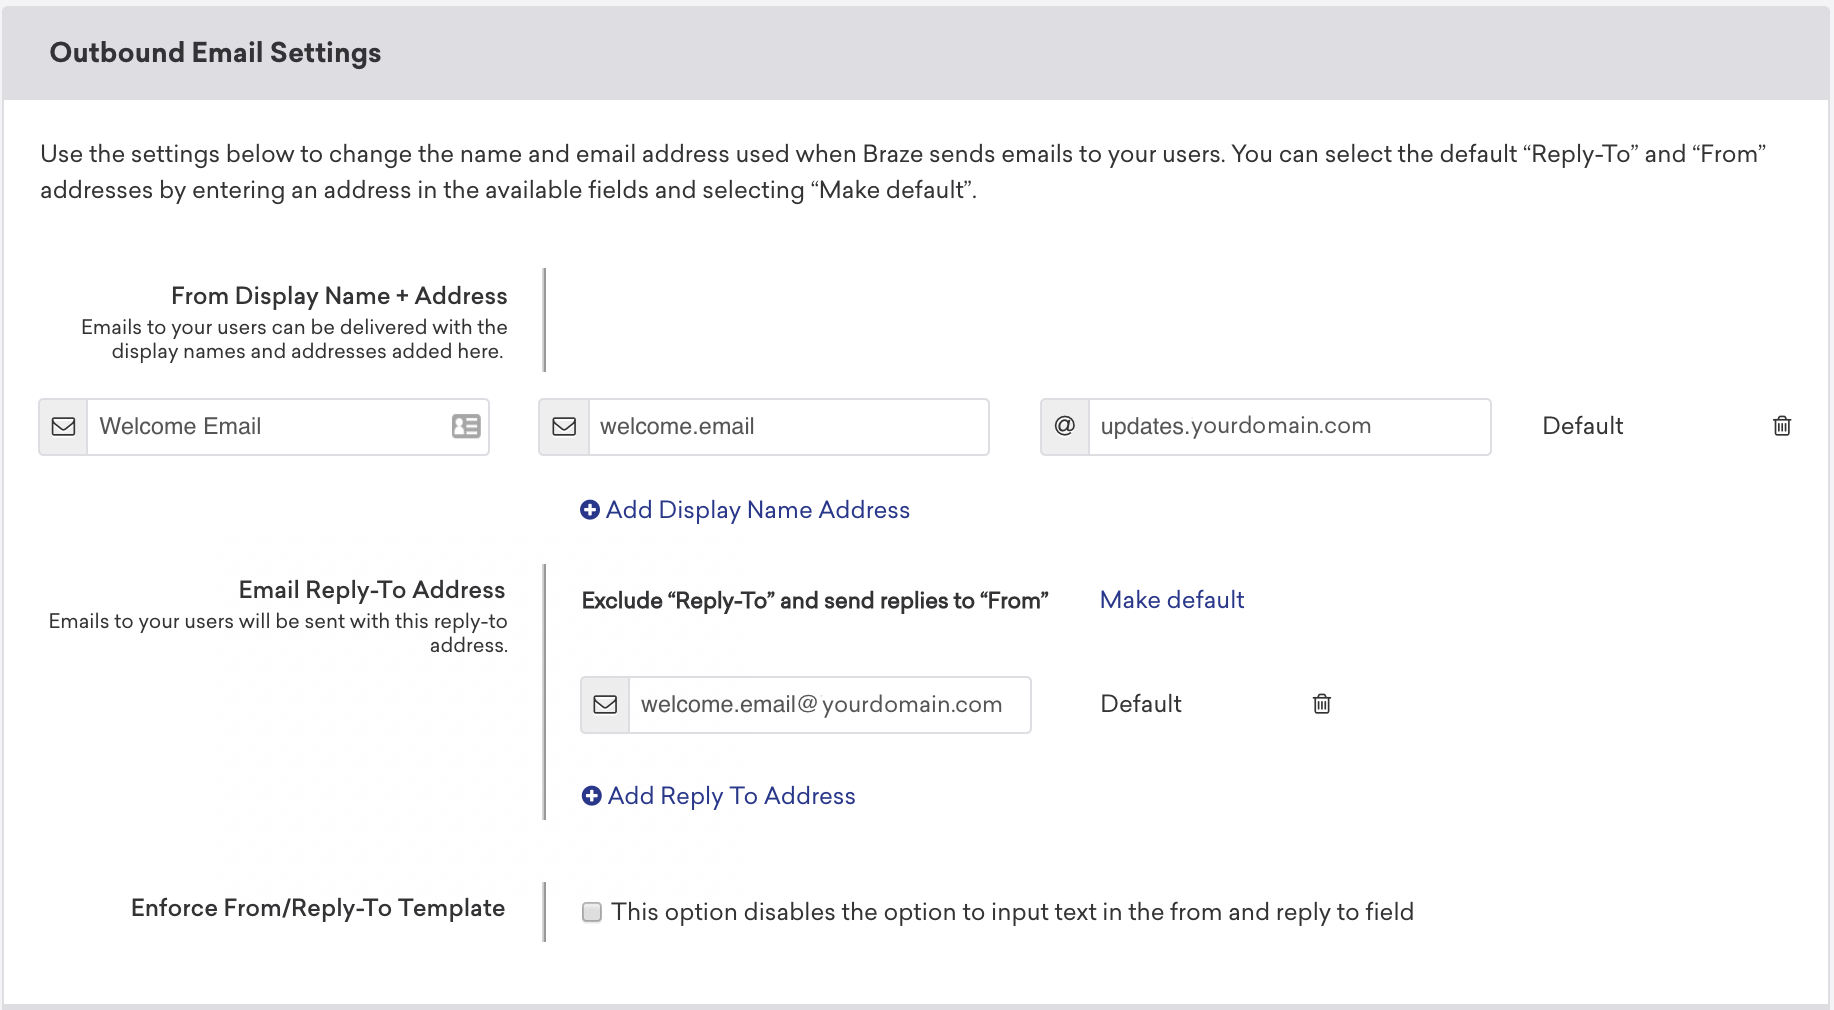 Outbound Email Settings
Use the settings below to change the name and email address used when Braze sends emails to your users. You can select the default “Reply-To” and “From”
addresses by entering an address in the available fields and selecting “Make default”.
From Display Name + Address
Emails to your users can be delivered with the
display names and addresses added here.
Welcome Email
welcome.email
@
updates.yourdomain.com
Default
Add Display Name Address
Email Reply-To Address
Emails to your users will be sent with this reply-to
address.
Exclude “Reply-To” and send replies to “From”
Make default
welcome.email@yourdomain.com
Default
Add Reply To Address
Enforce From/Reply-To Template
This option disables the option to input text in the from and reply to field